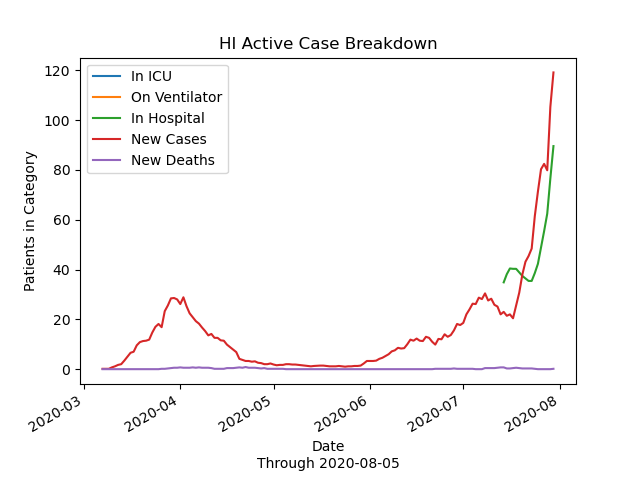 HI Active Case Breakdown
In ICU
On Ventilator
In Hospital
New Cases
New Deaths
Patients in Category
120
100
80
60
40
20
0
2020-03
2020-04
2020-05
2020-06
2020-07
2020-08
Date
Through 2020-08-05